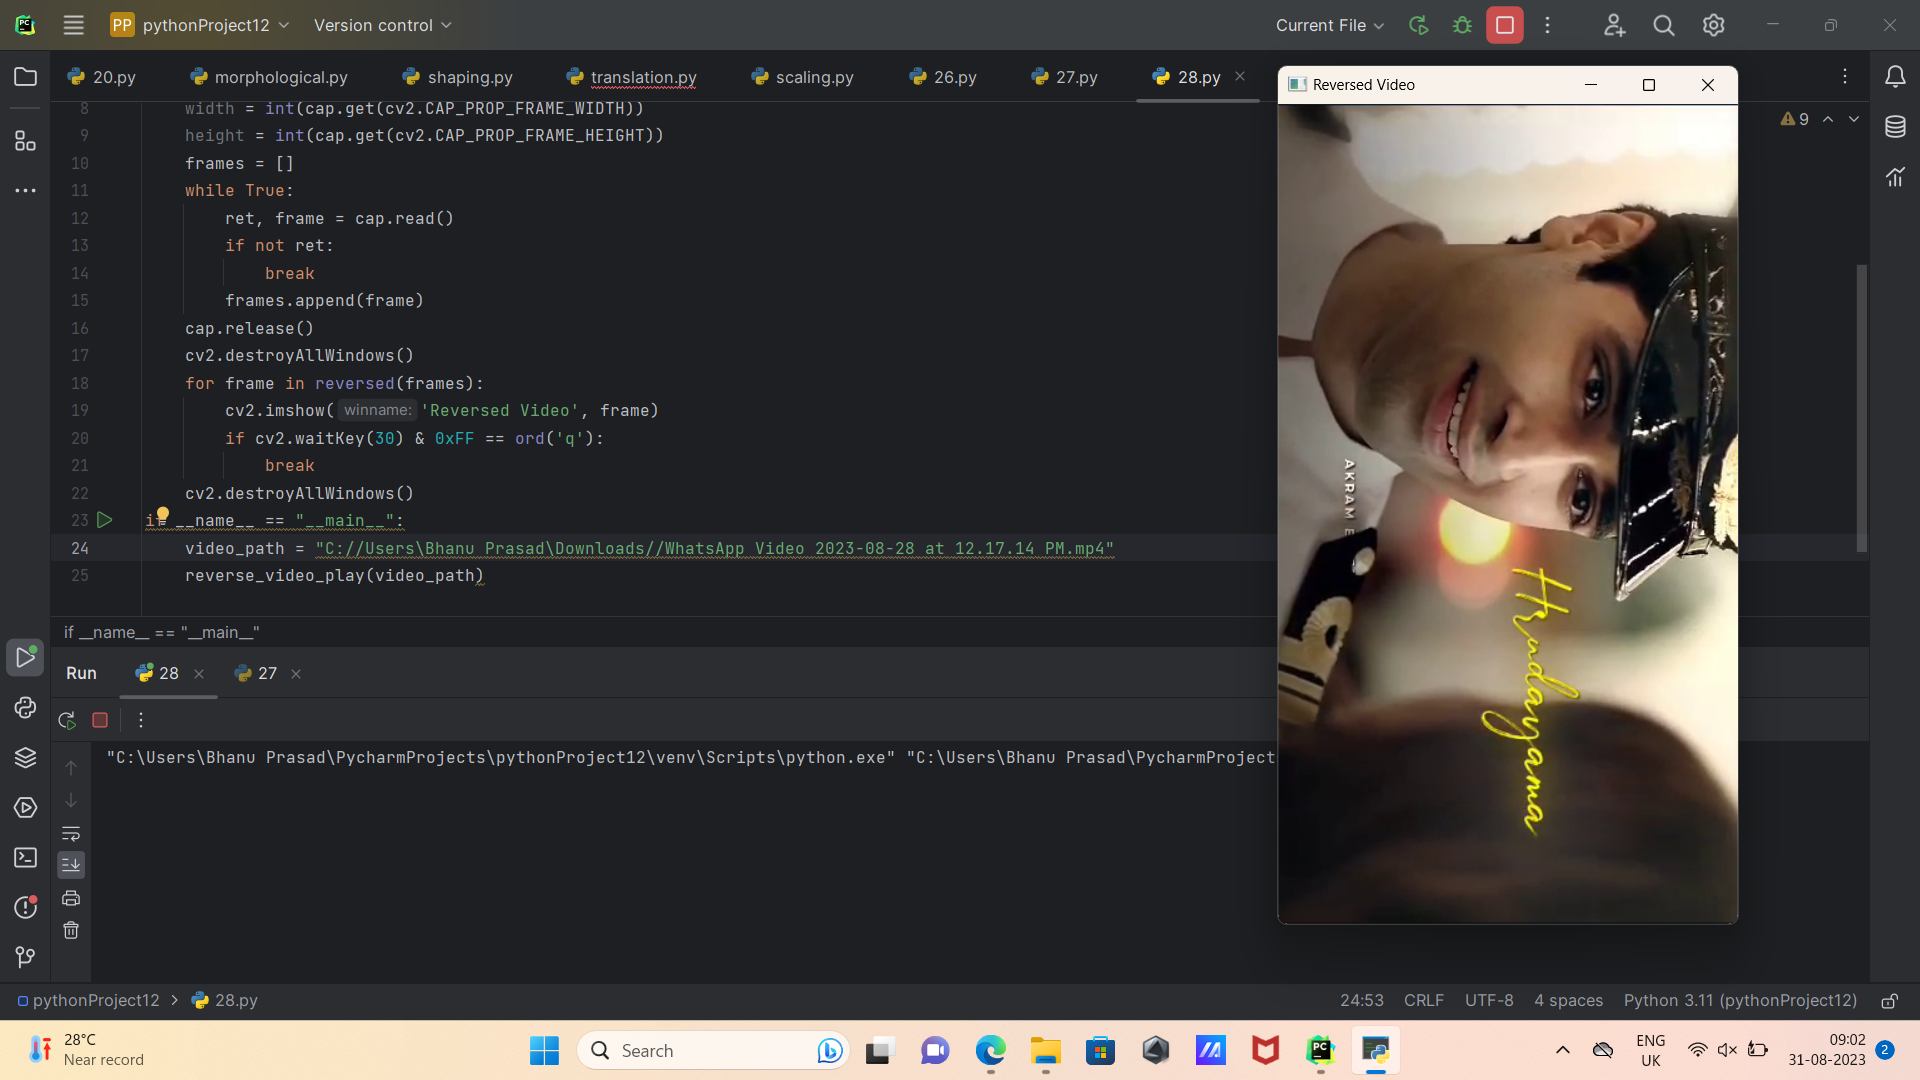 PC
PP pythonProject12
Version control
Current File
20.py
morphological.py
shaping.py
translation.py
scaling.py
26.py
27.py
28.py
9
8 width = int(cap.get(cv2.CAP_PROP_FRAME_WIDTH))
9 height = int(cap.get(cv2.CAP_PROP_FRAME_HEIGHT))
10 frames = []
11 while True:
12 ret, frame = cap.read()
13 if not ret:
14 break
15 frames.append(frame)
16 cap.release()
17 cv2.destroyAllWindows()
18 for frame in reversed(frames):
19 cv2.imshow( winname: 'Reversed Video', frame)
20 if cv2.waitKey(30) & 0xFF == ord('q'):
21 break
22 cv2.destroyAllWindows()
23 if __name__ == "__main__":
24 video_path = "C://Users\Bhanu Prasad\Downloads//WhatsApp Video 2023-08-28 at 12.17.14 PM.mp4"
25 reverse_video_play(video_path)
if __name__ == "__main__"
Reversed Video
AKRAM E
Hrudayama
Run
28
27
"C:\Users\Bhanu Prasad\PycharmProjects\pythonProject12\venv\Scripts\python.exe" "C:\Users\Bhanu Prasad\PycharmProject
pythonProject12 > 28.py
24:53
CRLF
UTF-8
4 spaces
Python 3.11 (pythonProject12)
28°C
Near record
Search
PC
ENG
UK
09:02
31-08-2023
2